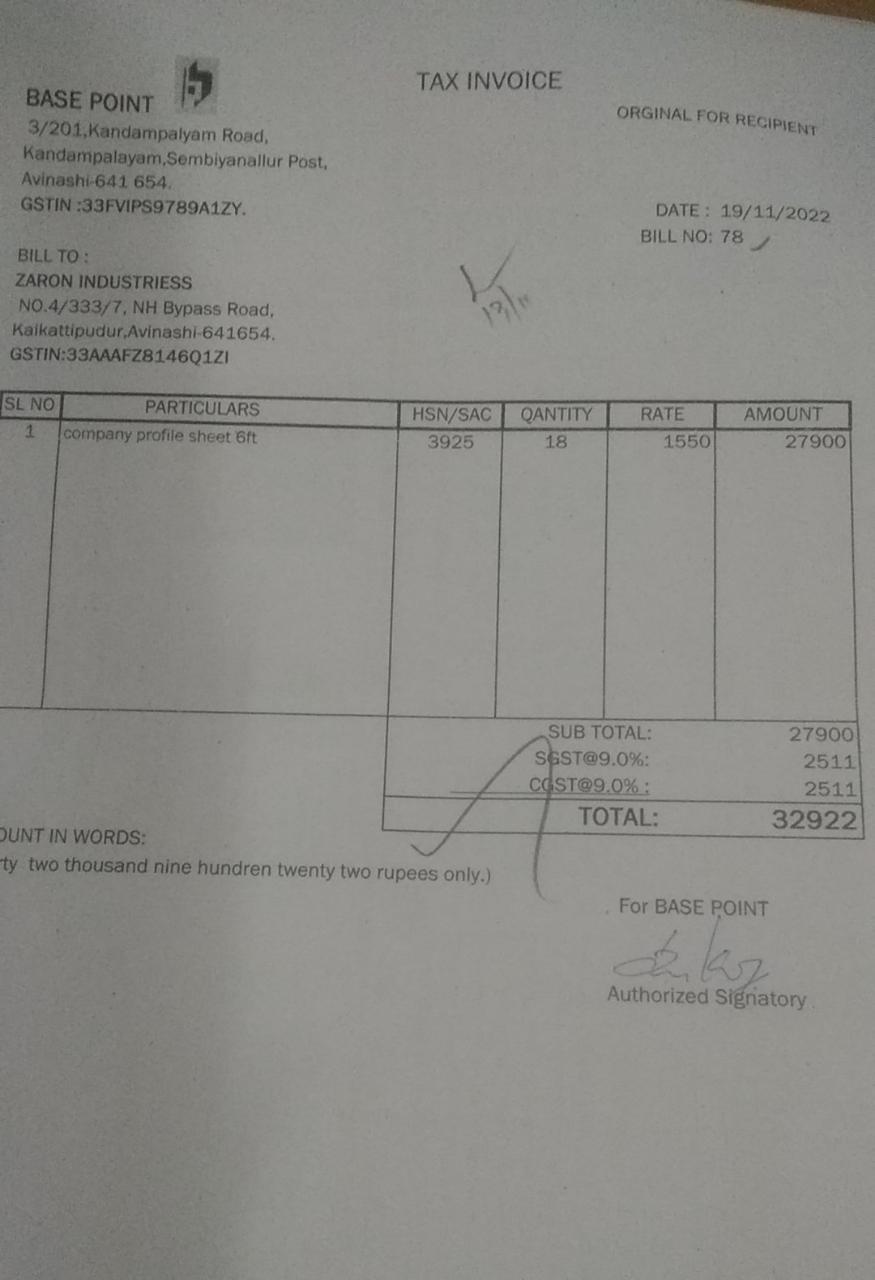 TAX INVOICE
ORGINAL FOR RECIPIENT
BASE POINT
3/201,Kandampalyam Road,
Kandampalayam,Sembiyanallur Post,
Avinashi-641 654.
GSTIN :33FVIPS9789A1ZY.
DATE : 19/11/2022
BILL NO: 78
BILL TO :
ZARON INDUSTRIESS
NO.4/333/7, NH Bypass Road,
Kaikattipudur,Avinashi-641654.
GSTIN:33AAAFZ8146Q1ZI
SL NO PARTICULARS HSN/SAC QANTITY RATE AMOUNT
1 company profile sheet 6ft 3925 18 1550 27900
SUB TOTAL: 27900
SGST@9.0%: 2511
CGST@9.0% : 2511
TOTAL: 32922
OUNT IN WORDS:
rty two thousand nine hundren twenty two rupees only.)
For BASE POINT
Authorized Signatory